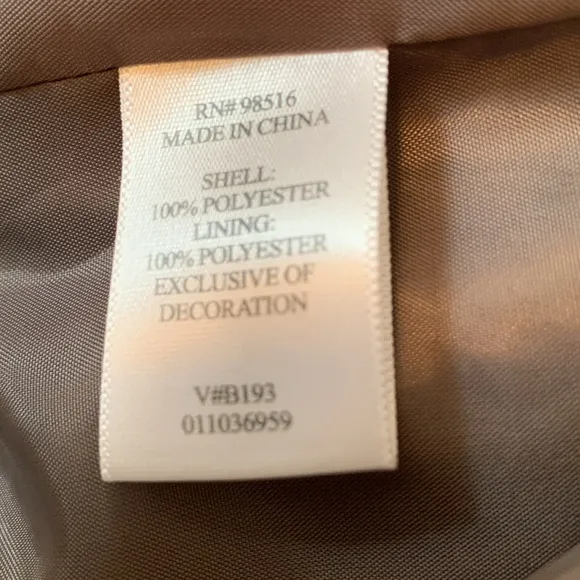 RN# 98516
MADE IN CHINA
SHELL:
100% POLYESTER
LINING:
100% POLYESTER
EXCLUSIVE OF
DECORATION
V#B193
011036959